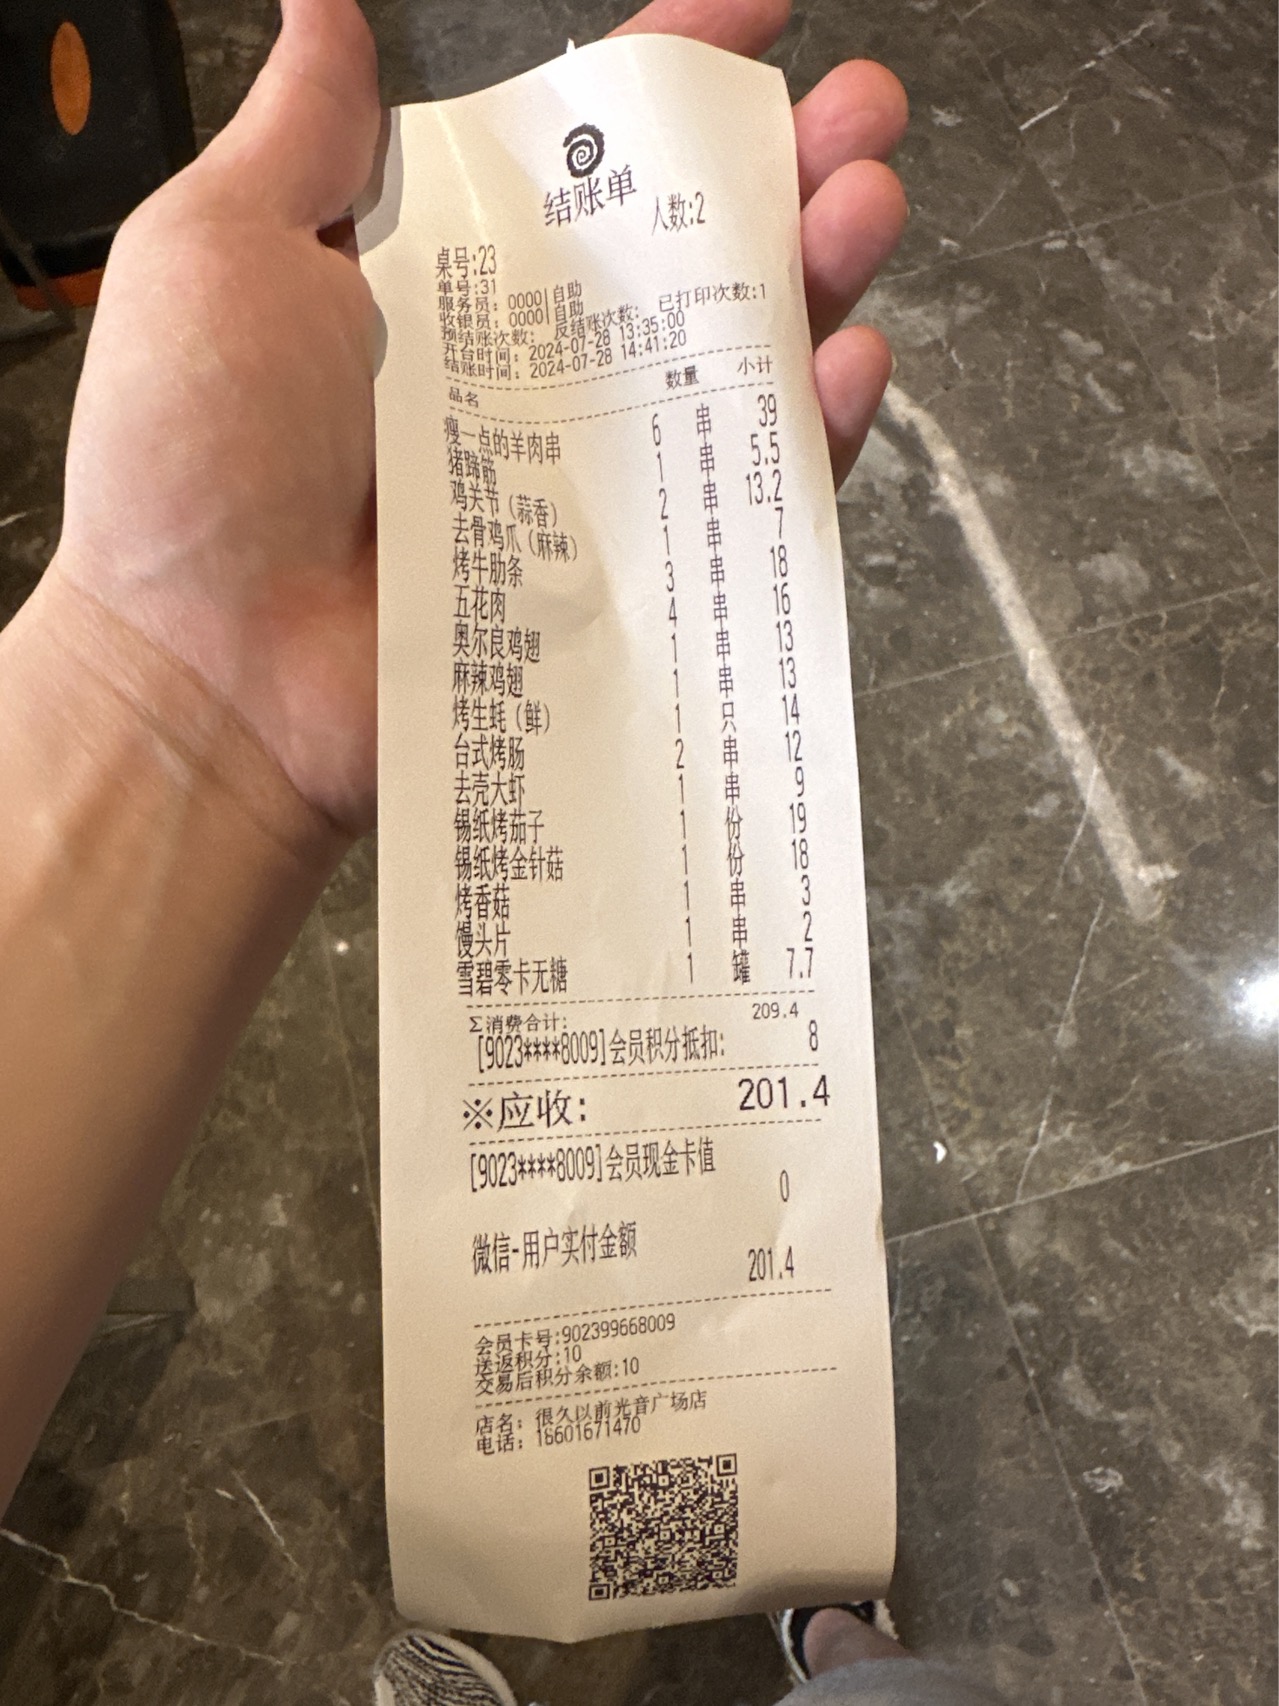 结账单
人数:2
桌号:23
单号:31
服务员: 0000|自助
收银员: 0000|自助
预结账次数: 反结账次数: 已打印次数:1
开台时间: 2024-07-28 13:35:00
结账时间: 2024-07-28 14:41:20
品名 数量 小计
瘦一点的羊肉串 6 串 39
猪蹄筋 1 串 5.5
鸡关节(蒜香) 2 串 13.2
去骨鸡爪(麻辣) 1 串 7
烤牛肋条 3 串 18
五花肉 4 串 16
奥尔良鸡翅 1 串 13
麻辣鸡翅 1 串 13
烤生蚝(鲜) 1 只 14
台式烤肠 2 串 12
去壳大虾 1 串 9
锡纸烤茄子 1 份 19
锡纸烤金针菇 1 份 18
烤香菇 1 串 3
馒头片 1 串 2
雪碧零卡无糖 1 罐 7.7
Σ消费合计: 209.4
[9023****8009]会员积分抵扣: 8
※应收: 201.4
[9023****8009]会员现金卡值
0
微信-用户实付金额
201.4
会员卡号:902399668009
送返积分:10
交易后积分余额:10
店名: 很久以前光音广场店
电话: 16601671470